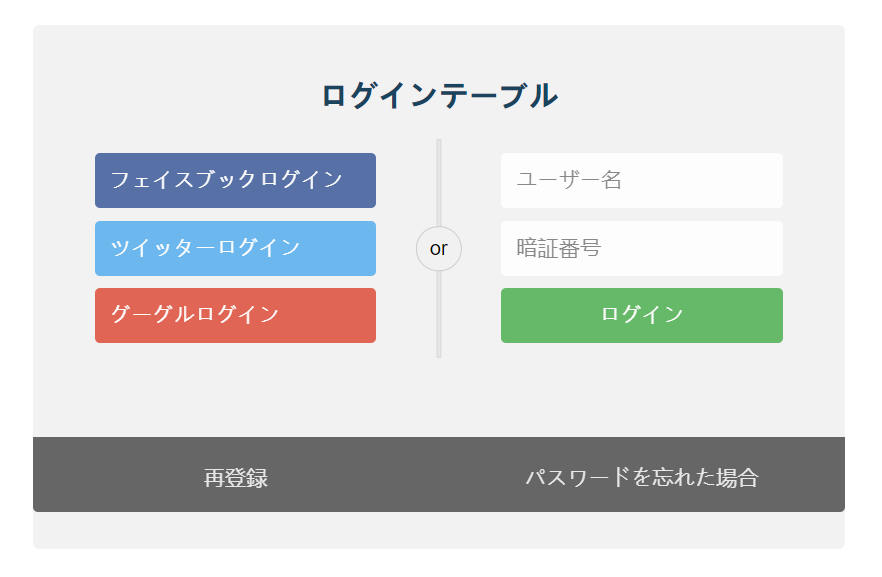 ログインテーブル
フェイスブックログイン
ツイッターログイン
グーグルログイン
or
ユーザー名
暗証番号
ログイン
再登録
パスワードを忘れた場合